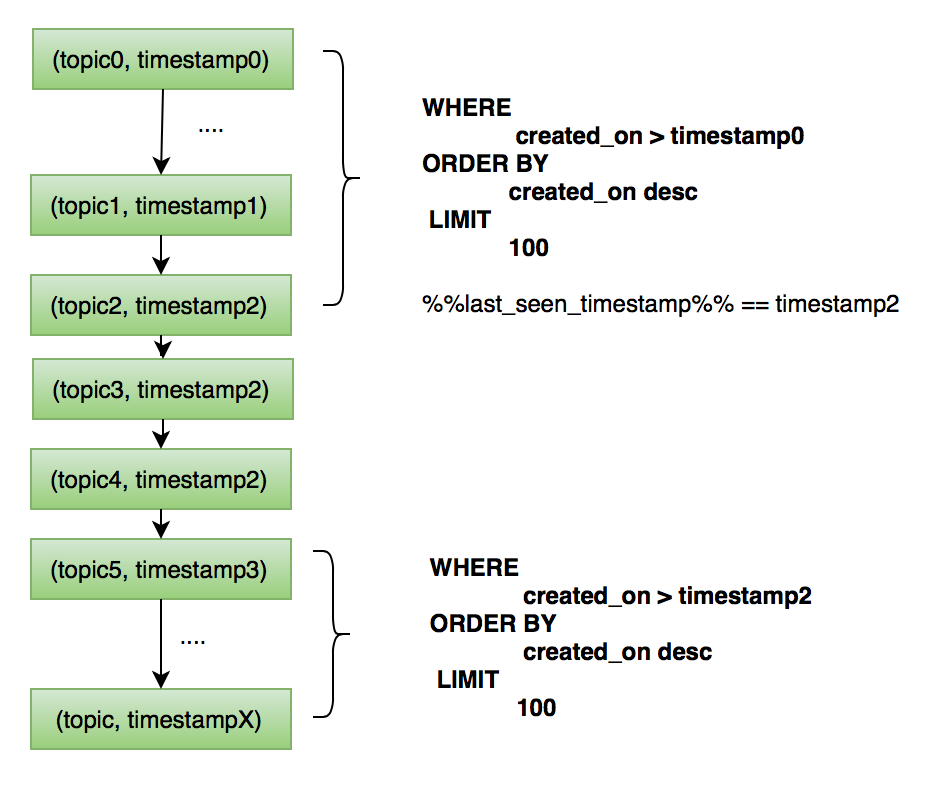 (topic0, timestamp0)
....
(topic1, timestamp1)
(topic2, timestamp2)
(topic3, timestamp2)
(topic4, timestamp2)
(topic5, timestamp3)
....
(topic, timestampX)
WHERE
created_on > timestamp0
ORDER BY
created_on desc
LIMIT
100
%%last_seen_timestamp%% == timestamp2
WHERE
created_on > timestamp2
ORDER BY
created_on desc
LIMIT
100